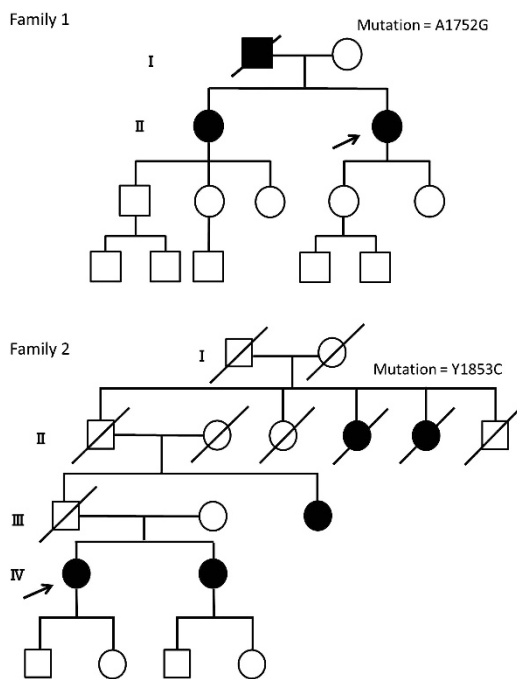 Family 1
Mutation = A1752G
I
II
Family 2
I
Mutation = Y1853C
II
III
IV